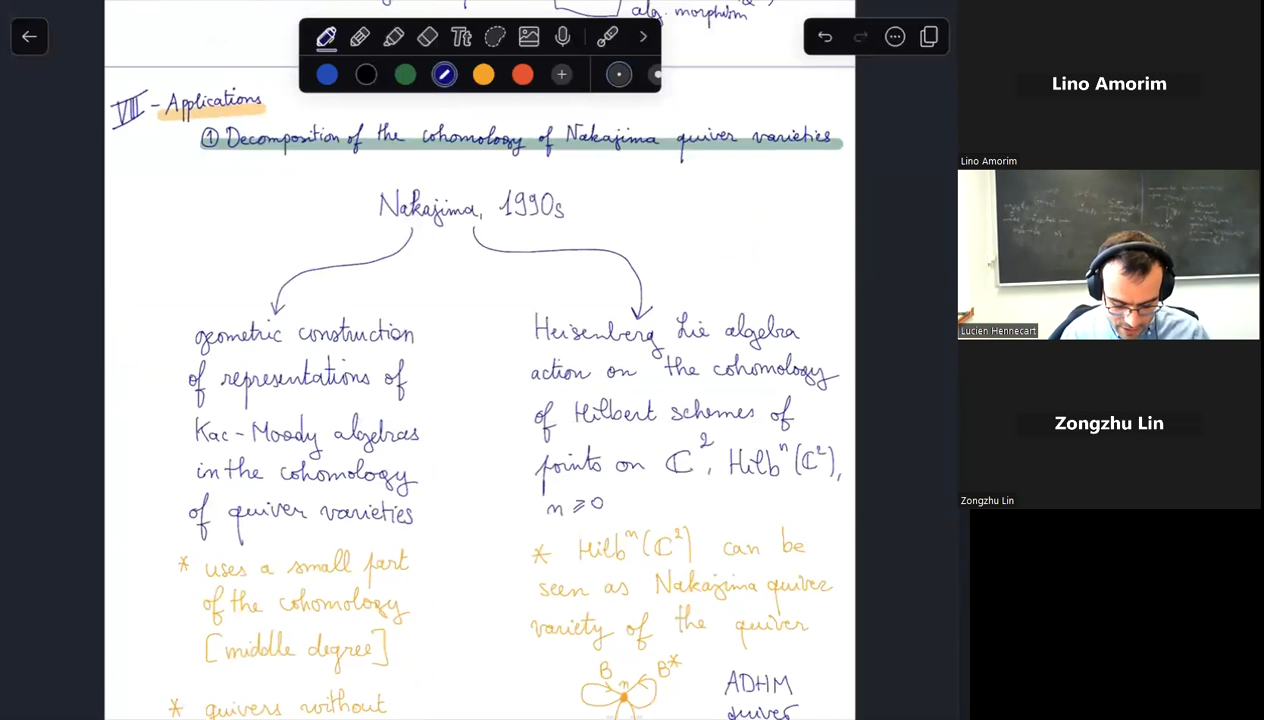 alg. morphism
VIII - Applications
① Decomposition of the cohomology of Nakajima quiver varieties
Nakajima, 1990s
geometric construction
of representations of
Kac-Moody algebras
in the cohomology
of quiver varieties
* uses a small part
of the cohomology
[middle degree]
* quivers without
Heisenberg Lie algebra
action on the cohomology
of Hilbert schemes of
points on ℂ², Hilbⁿ(ℂ²),
n ⩾ 0
* Hilbⁿ(ℂ²) can be
seen as Nakajima quiver
variety of the quiver
B n B*
ADHM
quiver
Tt
Lino Amorim
Lino Amorim
Lucien Hennecart
Zongzhu Lin
Zongzhu Lin